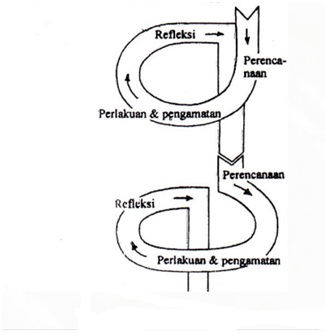 Refleksi
Perenca-
naan
Perlakuan & pengamatan
Perencanaan
Refleksi
Perlakuan & pengamatan